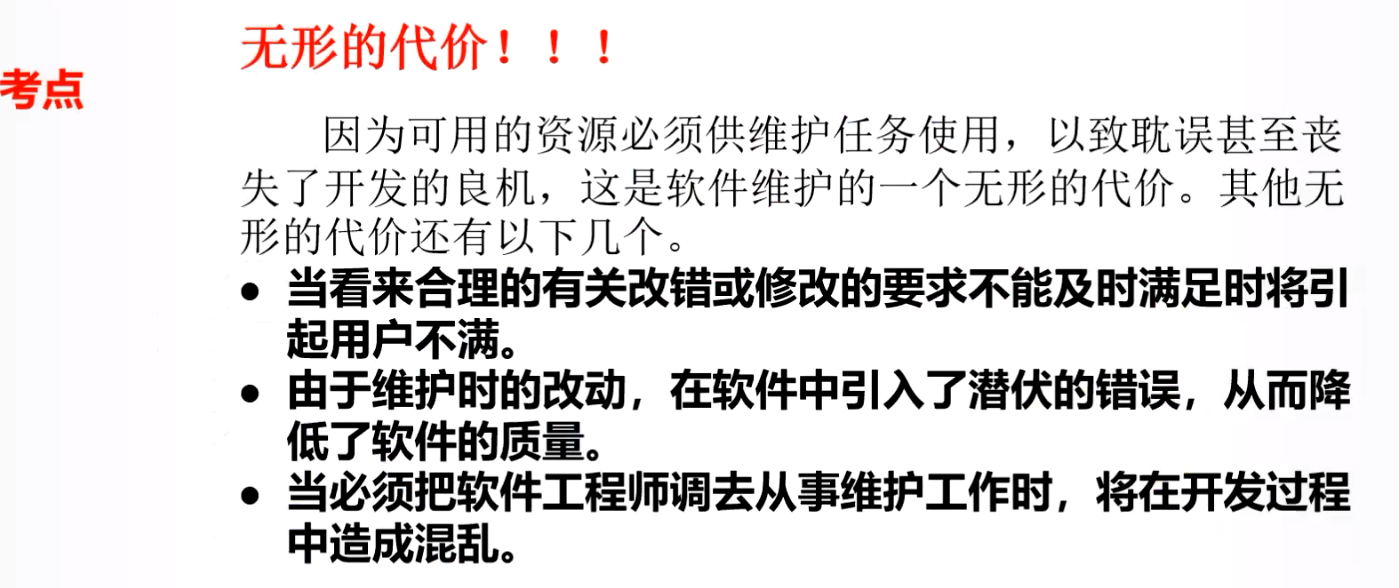 无形的代价！！！
考点
因为可用的资源必须供维护任务使用，以致耽误甚至丧
失了开发的良机，这是软件维护的一个无形的代价。其他无
形的代价还有以下几个。
● 当看来合理的有关改错或修改的要求不能及时满足时将引
起用户不满。
● 由于维护时的改动，在软件中引入了潜伏的错误，从而降
低了软件的质量。
● 当必须把软件工程师调去从事维护工作时，将在开发过程
中造成混乱。